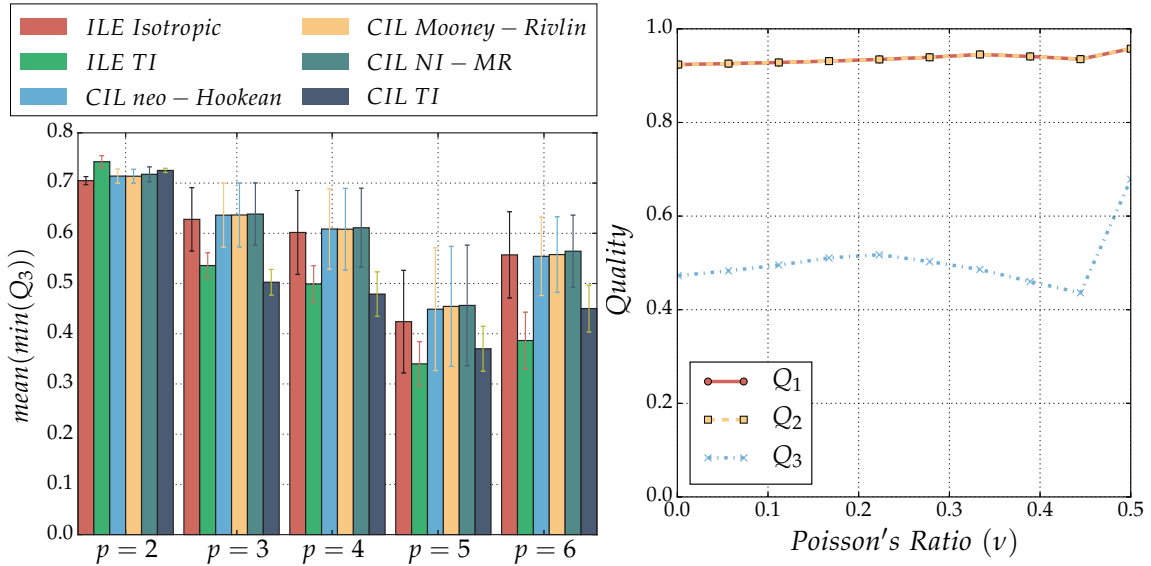 ILE Isotropic
ILE TI
CIL neo − Hookean
CIL Mooney − Rivlin
CIL NI − MR
CIL TI
mean(min(Q3))
0.8
0.7
0.6
0.5
0.4
0.3
0.2
0.1
0.0
p = 2 p = 3 p = 4 p = 5 p = 6
Quality
1.0
0.8
0.6
0.4
0.2
0.0
Q1
Q2
Q3
0.0 0.1 0.2 0.3 0.4 0.5
Poisson's Ratio (ν)